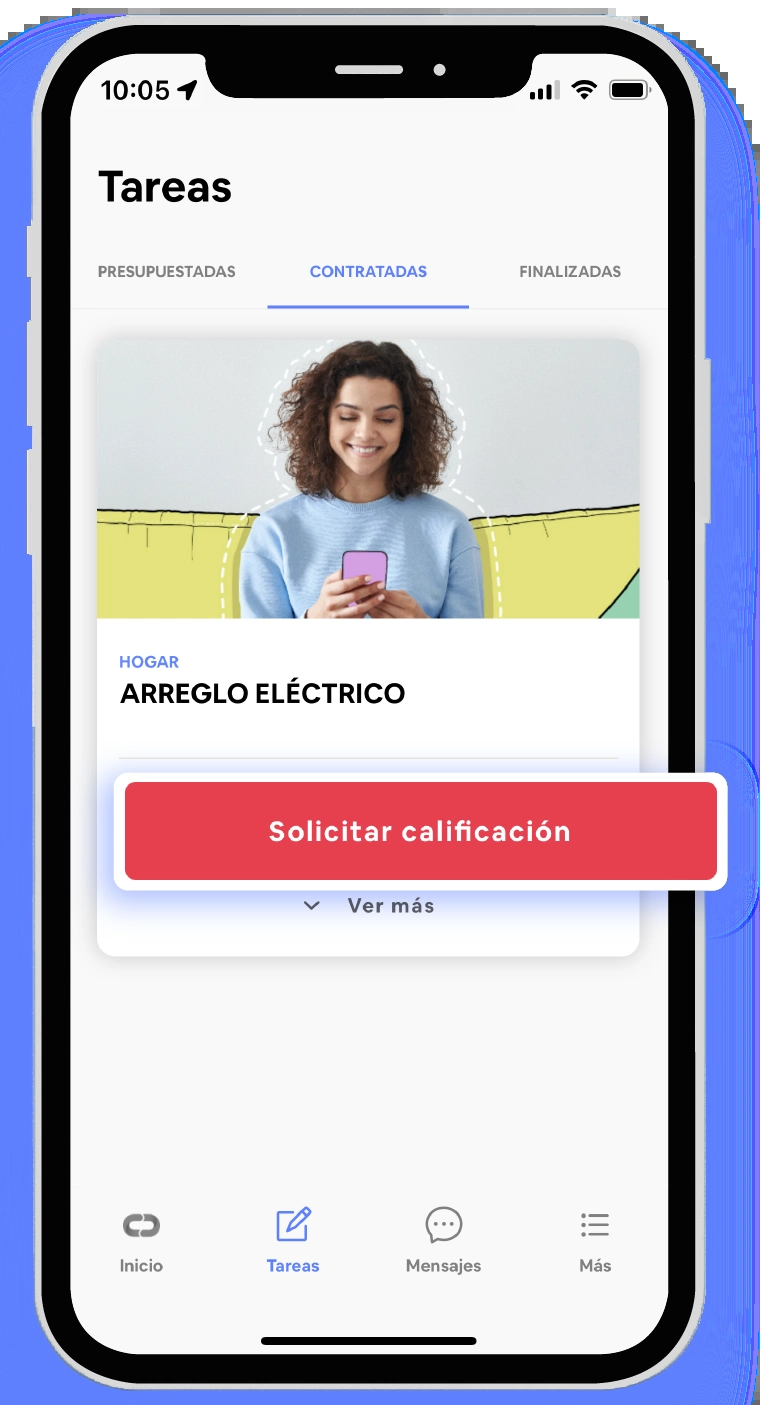 10:05
Tareas
PRESUPUESTADAS CONTRATADAS FINALIZADAS
HOGAR
ARREGLO ELÉCTRICO
Solicitar calificación
Ver más
Inicio Tareas Mensajes Más